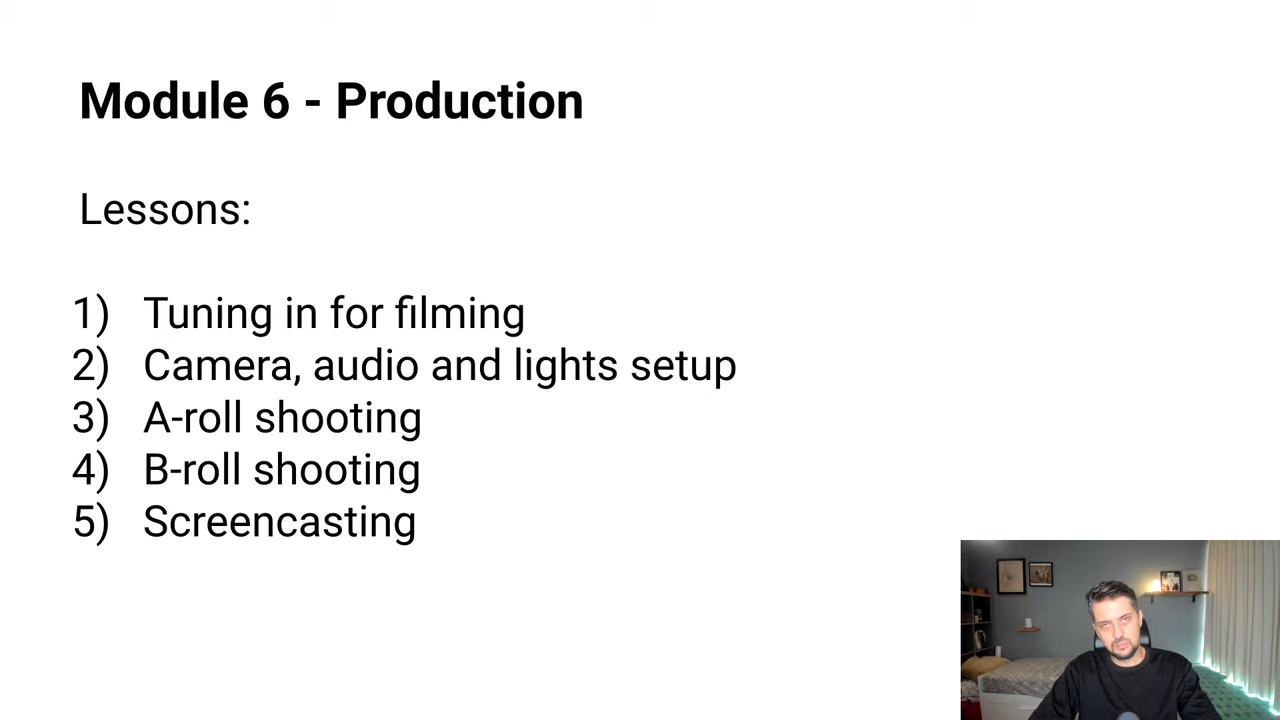 Module 6 - Production
Lessons:
1) Tuning in for filming
2) Camera, audio and lights setup
3) A-roll shooting
4) B-roll shooting
5) Screencasting